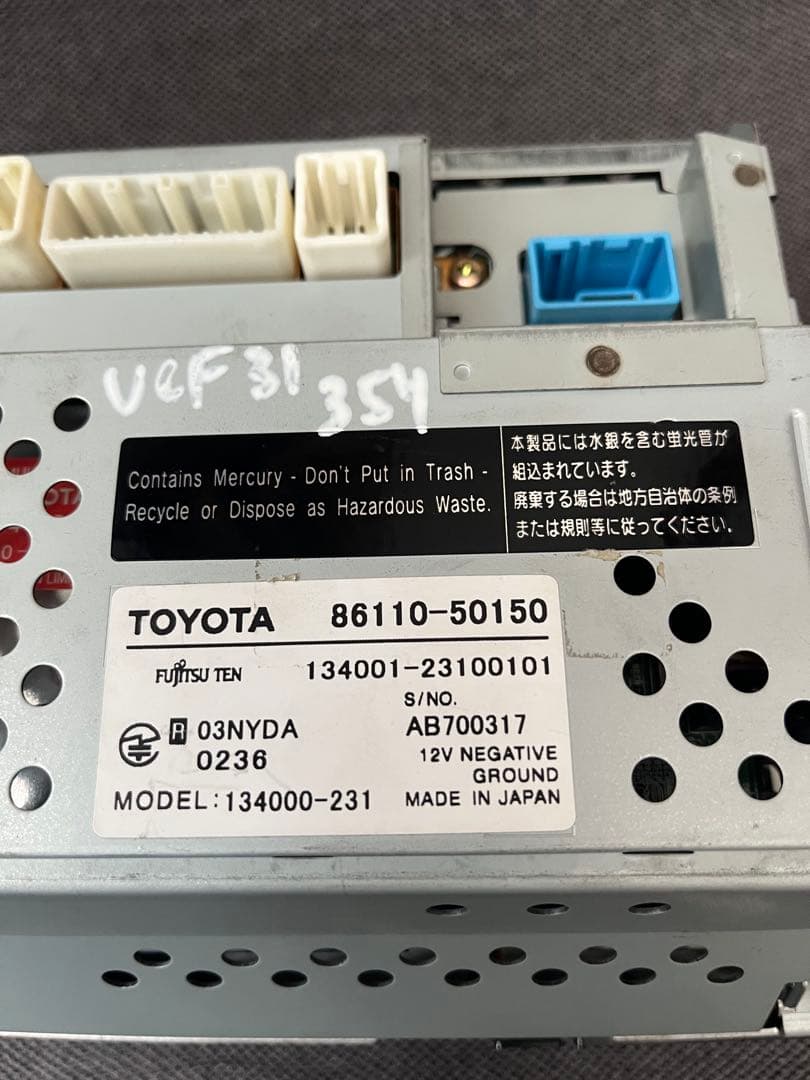 UCF 31
354
Contains Mercury - Don't Put in Trash -
Recycle or Dispose as Hazardous Waste.
本製品には水銀を含む蛍光管が
組込まれています。
廃棄する場合は地方自治体の条例
または規則等に従ってください。
TOYOTA 86110-50150
FUJITSU TEN 134001-23100101
S/NO.
R 03NYDA AB700317
0236
12V NEGATIVE
GROUND
MODEL:134000-231 MADE IN JAPAN